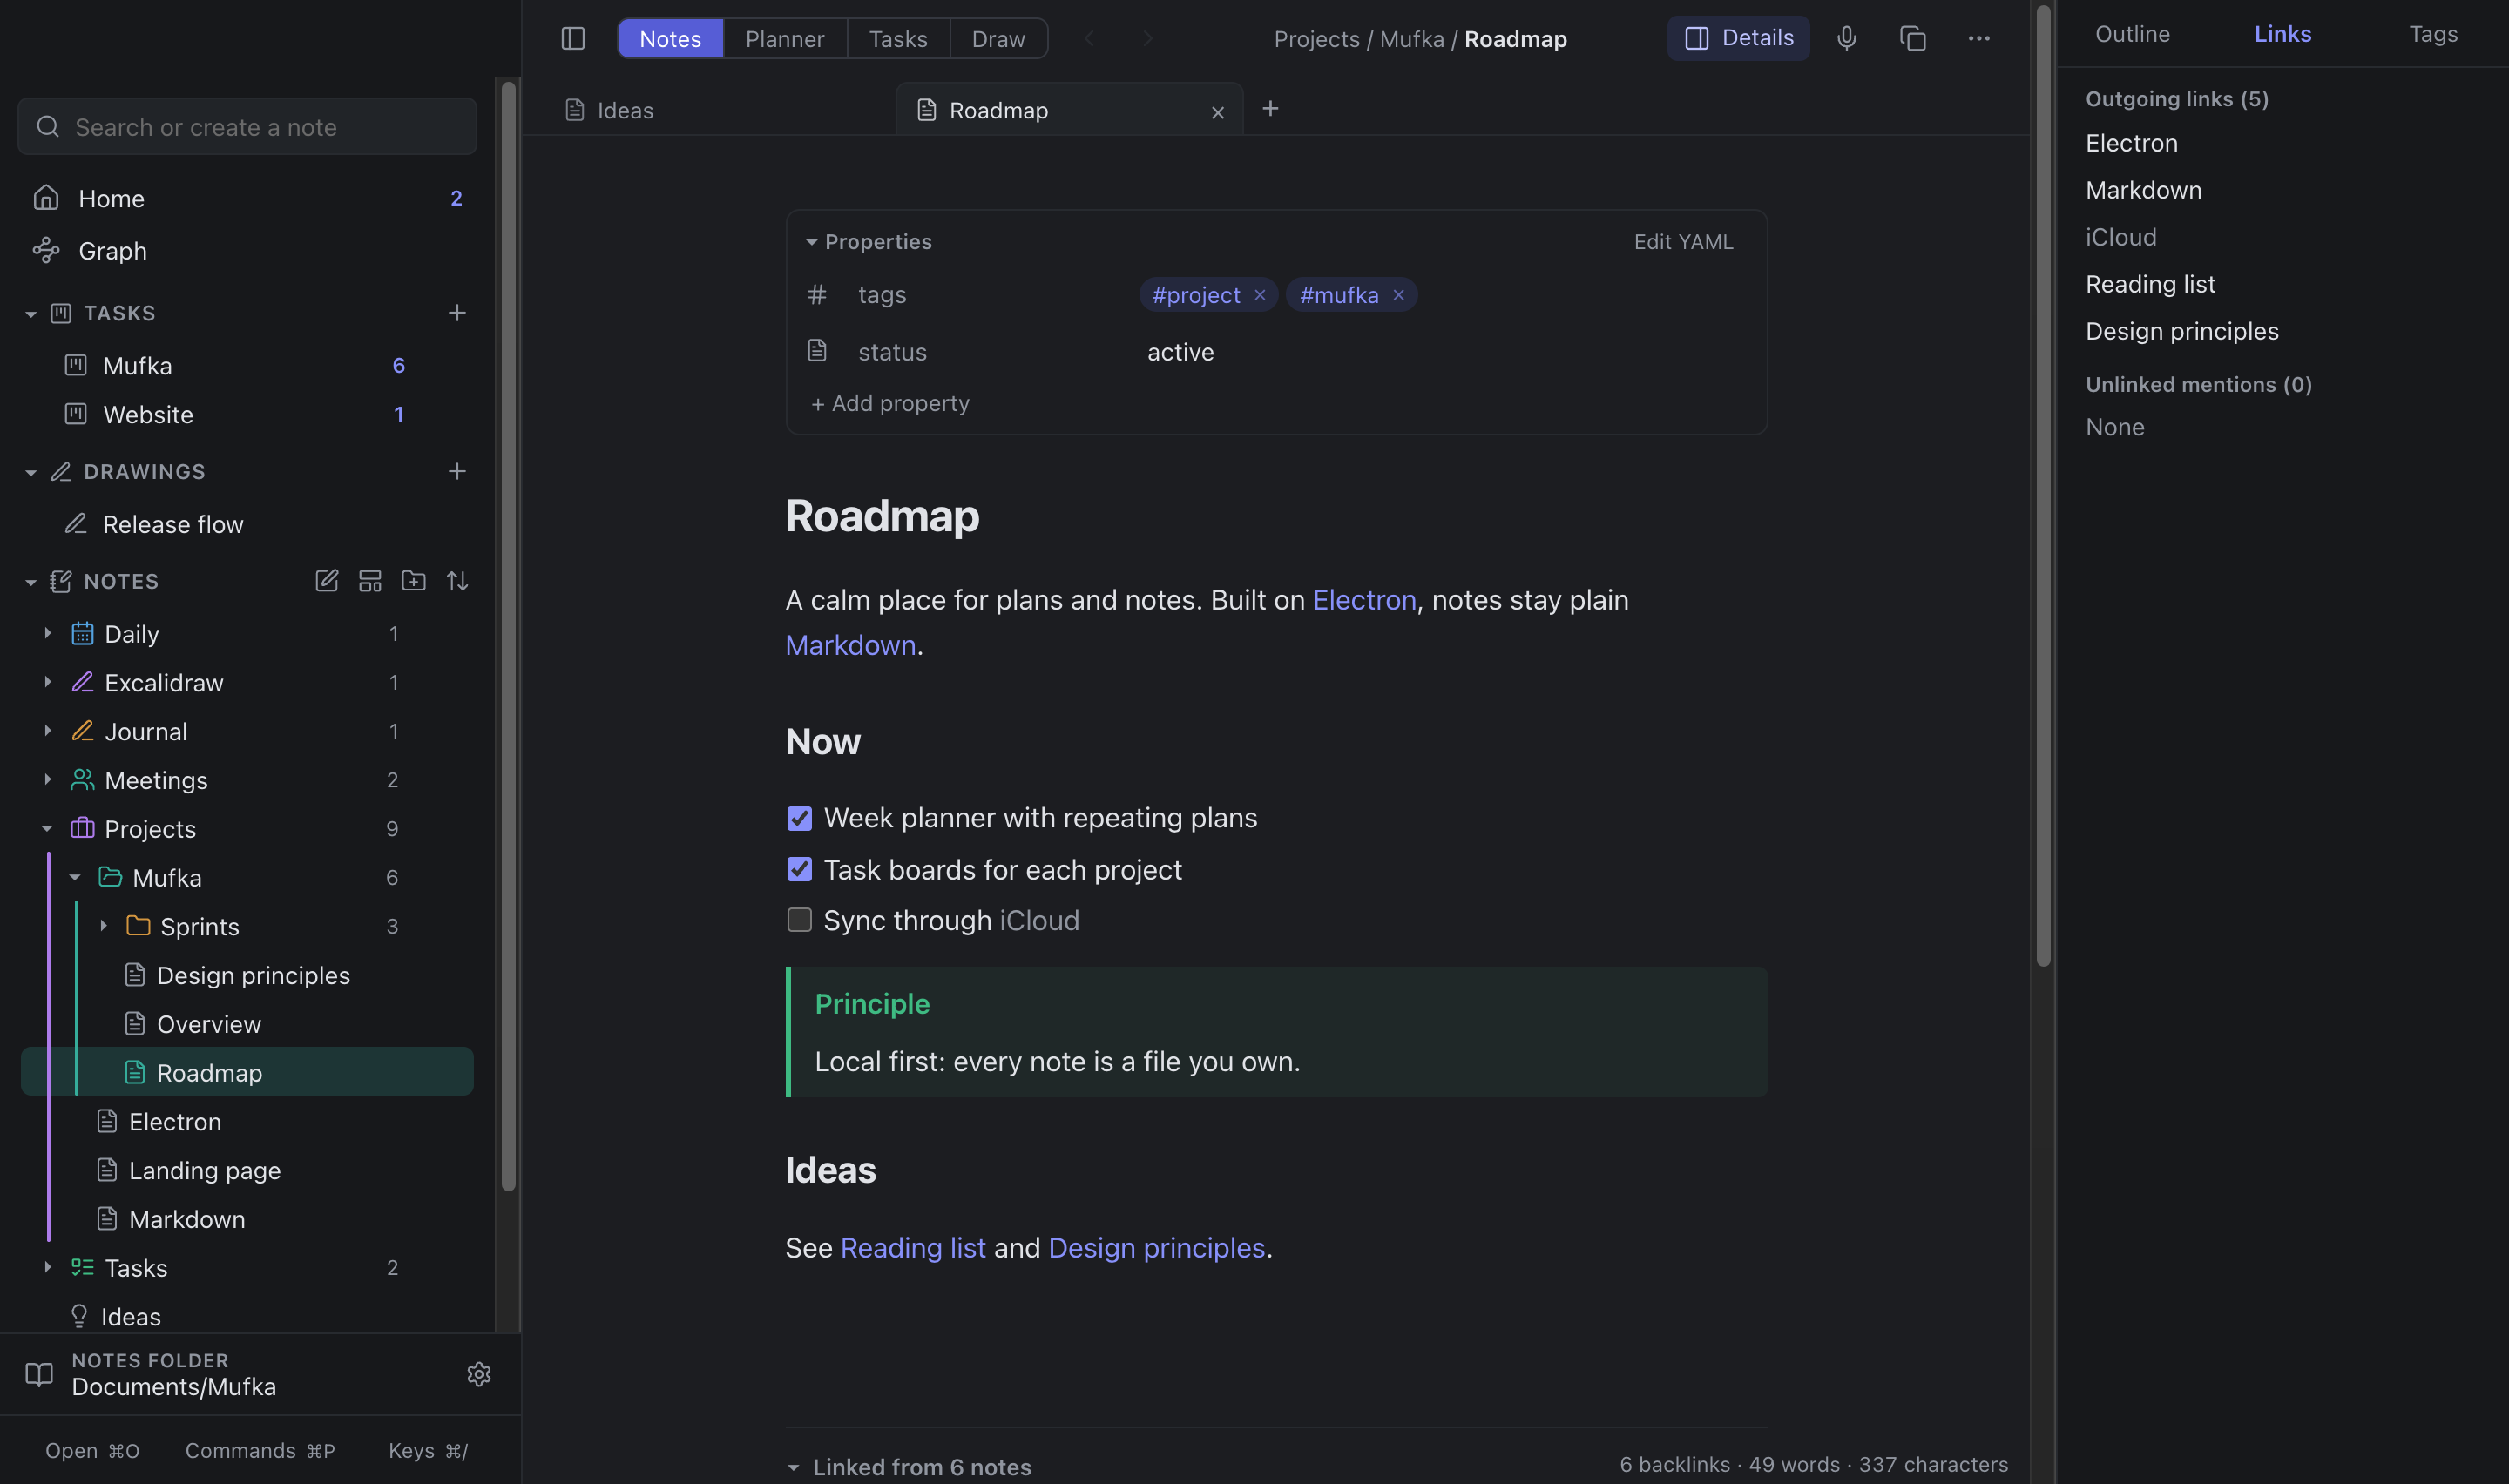 Search or create a note
Home 2
Graph
TASKS
Mufka 6
Website 1
DRAWINGS
Release flow
NOTES
Daily 1
Excalidraw 1
Journal 1
Meetings 2
Projects 9
Mufka 6
Sprints 3
Design principles
Overview
Roadmap
Electron
Landing page
Markdown
Tasks 2
Ideas
NOTES FOLDER
Documents/Mufka
Open ⌘O Commands ⌘P Keys ⌘/
Notes Planner Tasks Draw
Projects / Mufka / Roadmap
Details
Ideas
Roadmap
Properties Edit YAML
tags #project × #mufka ×
status active
+ Add property
Roadmap
A calm place for plans and notes. Built on Electron, notes stay plain
Markdown.
Now
Week planner with repeating plans
Task boards for each project
Sync through iCloud
Principle
Local first: every note is a file you own.
Ideas
See Reading list and Design principles.
Linked from 6 notes
6 backlinks · 49 words · 337 characters
Outline Links Tags
Outgoing links (5)
Electron
Markdown
iCloud
Reading list
Design principles
Unlinked mentions (0)
None